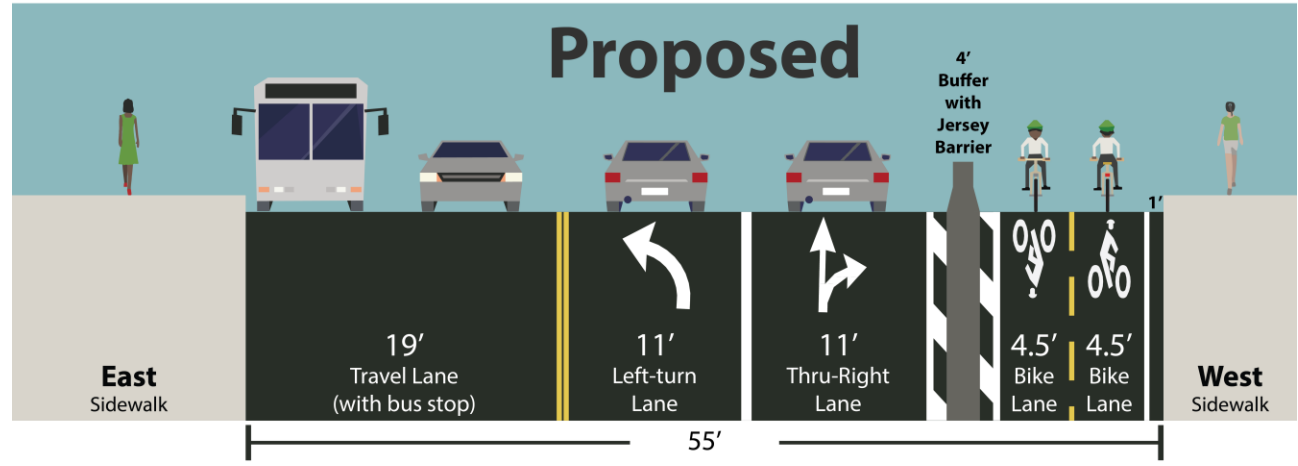 Proposed
4’
Buffer
with
Jersey
Barrier
1’
East
Sidewalk
19’
Travel Lane
(with bus stop)
11’
Left-turn
Lane
11’
Thru-Right
Lane
4.5’
Bike
Lane
4.5’
Bike
Lane
West
Sidewalk
55’